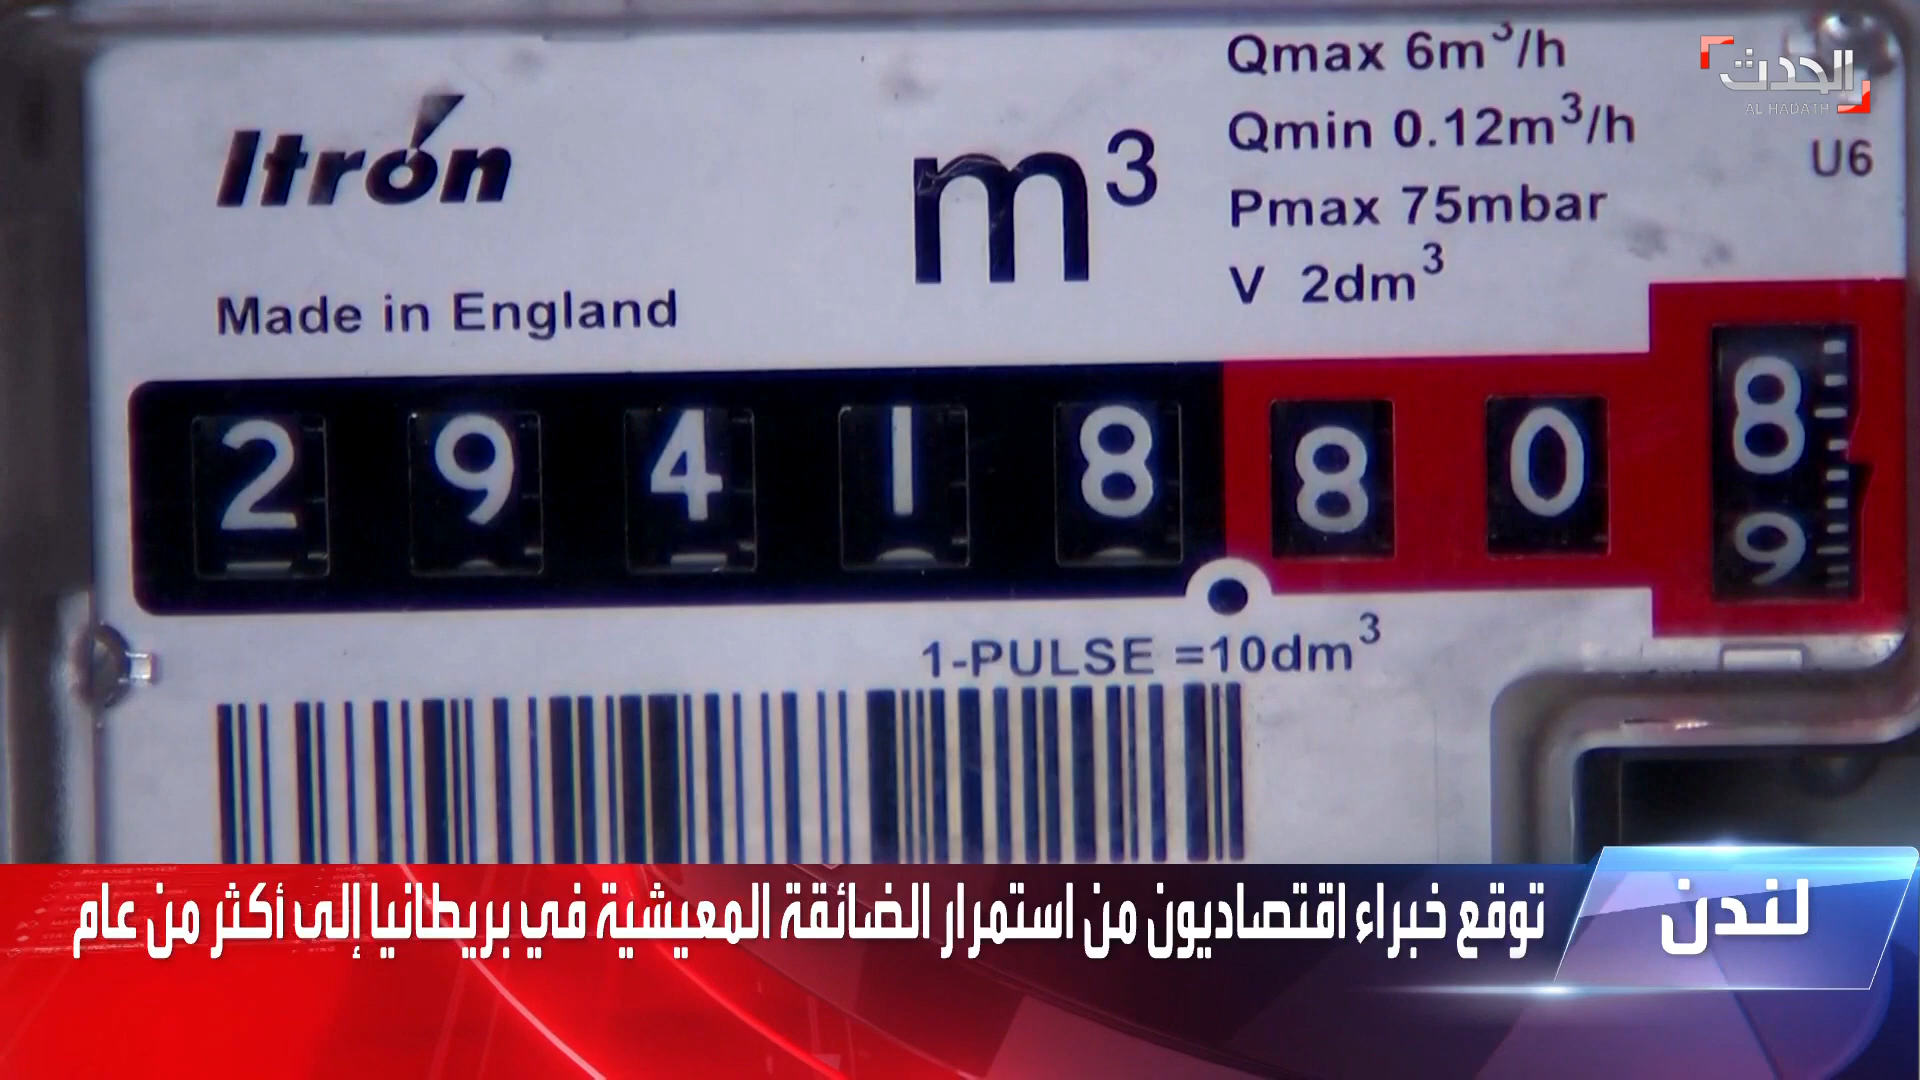 الحدث
AL HADATH
Itrón
Made in England
m³
Qmax 6m³/h
Qmin 0.12m³/h
Pmax 75mbar
V 2dm³
U6
2 9 4 1 8 8 0 8
9
1-PULSE =10dm³
لندن
توقع خبراء اقتصاديون من استمرار الضائقة المعيشية في بريطانيا إلى أكثر من عام